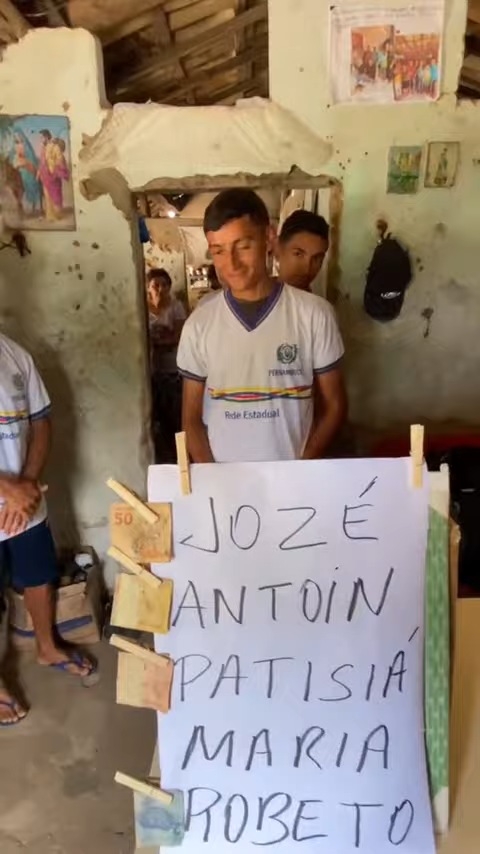 PERNAMBUCO
Rede Estadual
50
JOZÉ
ANTOIN
PATISIÁ
MARIA
ROBETO